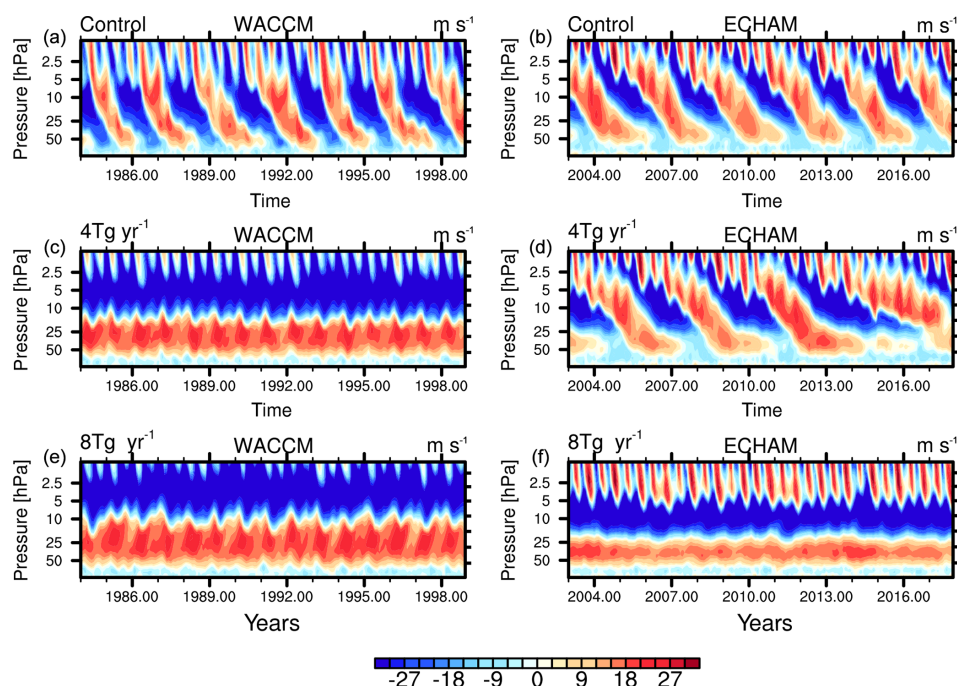 (a) Control WACCM m s-1
(b) Control ECHAM m s-1
Pressure [hPa]
2.5
5
10
25
50
1986.00 1989.00 1992.00 1995.00 1998.00
Time
Pressure [hPa]
2.5
5
10
25
50
2004.00 2007.00 2010.00 2013.00 2016.00
Time
(c) 4Tg yr-1 WACCM m s-1
(d) 4Tg yr-1 ECHAM m s-1
Pressure [hPa]
2.5
5
10
25
50
1986.00 1989.00 1992.00 1995.00 1998.00
Time
Pressure [hPa]
2.5
5
10
25
50
2004.00 2007.00 2010.00 2013.00 2016.00
Time
(e) 8Tg yr-1 WACCM m s-1
(f) 8Tg yr-1 ECHAM m s-1
Pressure [hPa]
2.5
5
10
25
50
1986.00 1989.00 1992.00 1995.00 1998.00
Years
Pressure [hPa]
2.5
5
10
25
50
2004.00 2007.00 2010.00 2013.00 2016.00
Years
-27 -18 -9 0 9 18 27